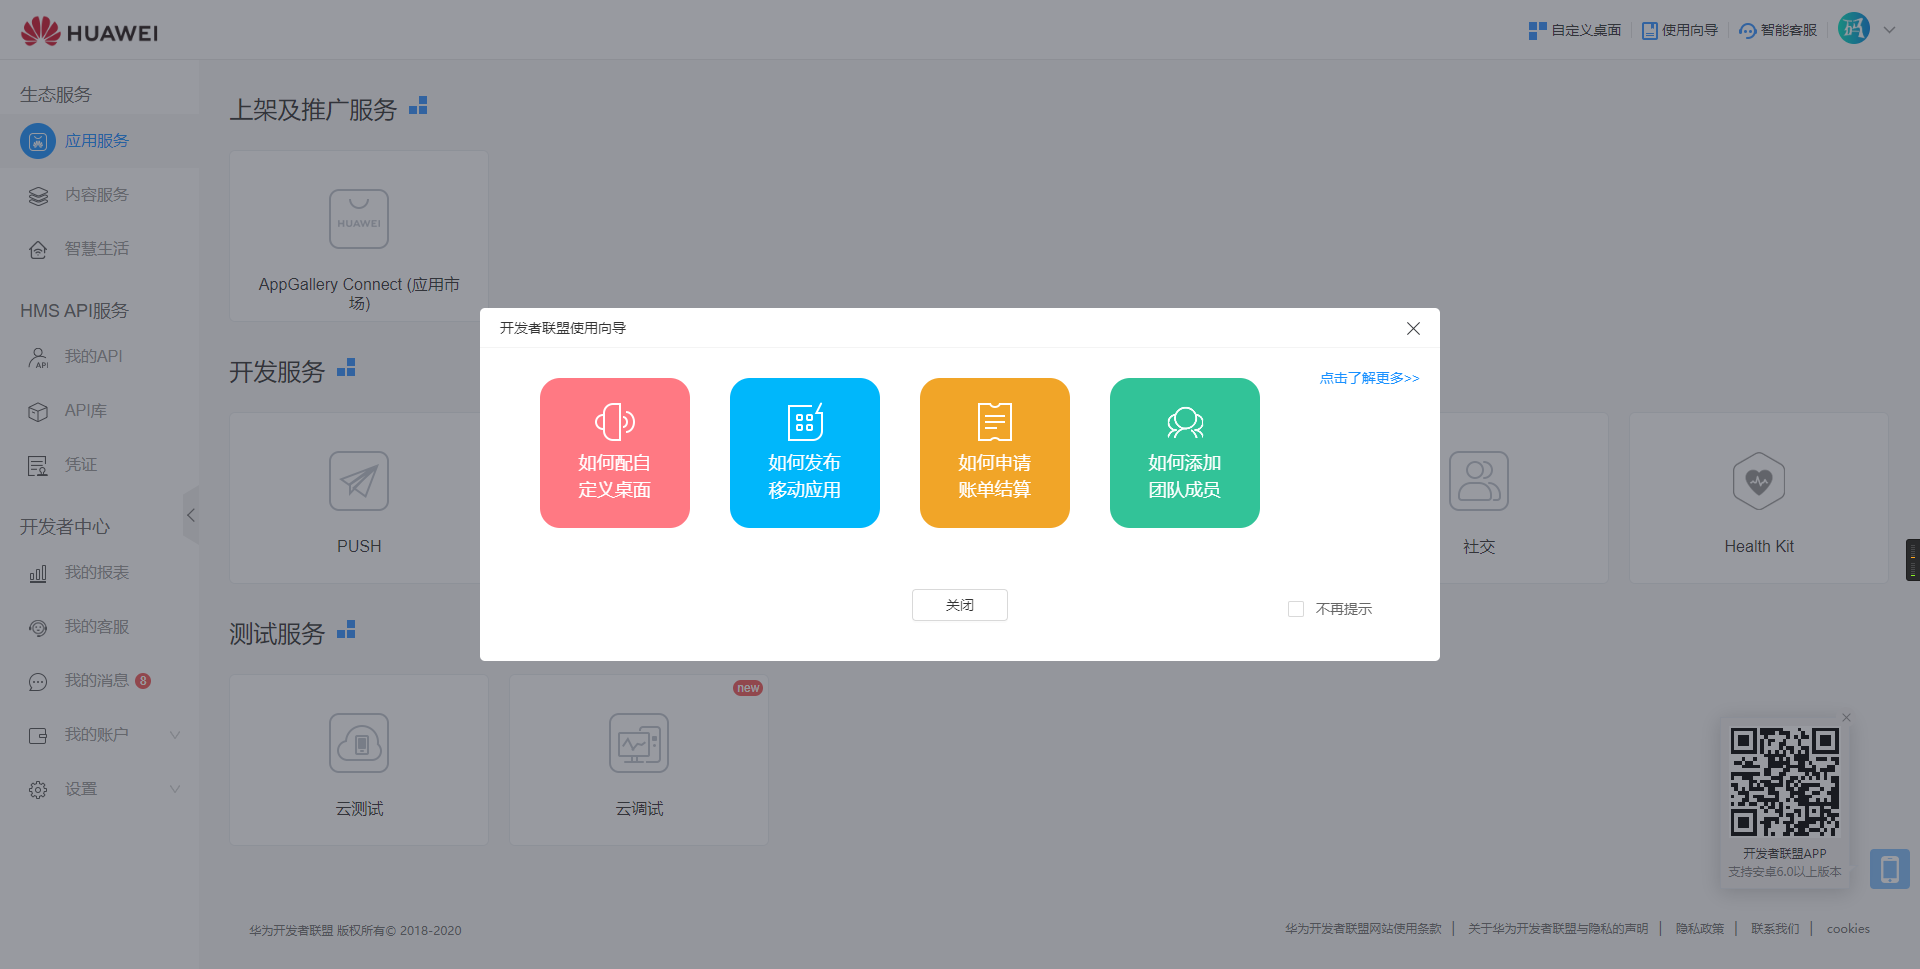 HUAWEI
自定义桌面
使用向导
智能客服
码
生态服务
应用服务
内容服务
智慧生活
HMS API服务
我的API
API库
凭证
开发者中心
我的报表
我的客服
我的消息 8
我的账户
设置
上架及推广服务
HUAWEI
AppGallery Connect (应用市
场)
开发服务
PUSH
社交
Health Kit
测试服务
云测试
new
云调试
开发者联盟使用向导
点击了解更多>>
如何配自
定义桌面
如何发布
移动应用
如何申请
账单结算
如何添加
团队成员
关闭
不再提示
开发者联盟APP
支持安卓6.0以上版本
华为开发者联盟 版权所有© 2018-2020
华为开发者联盟网站使用条款 | 关于华为开发者联盟与隐私的声明 | 隐私政策 | 联系我们 | cookies